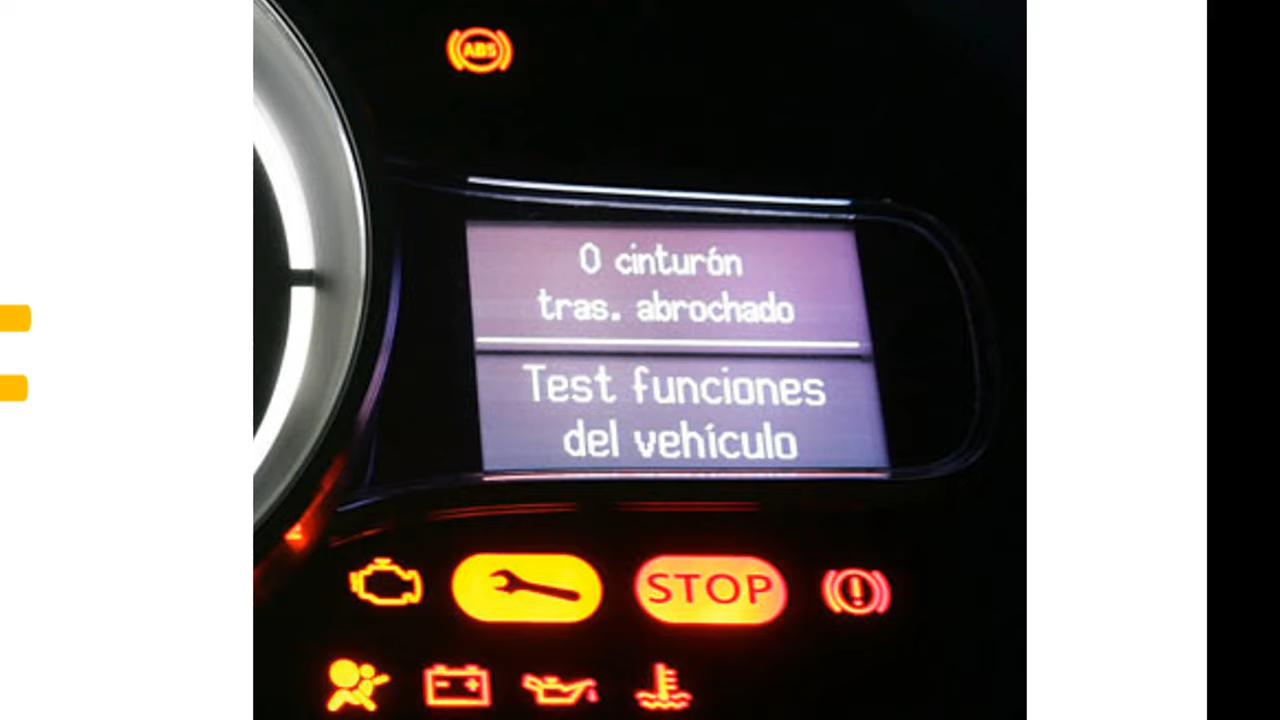 ABS
0 cinturón
tras. abrochado
Test funciones
del vehículo
STOP